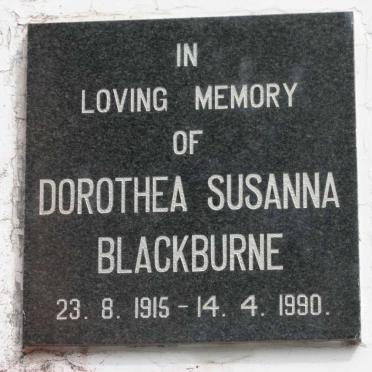 IN
LOVING MEMORY
OF
DOROTHEA SUSANNA
BLACKBURNE
23. 8. 1915 - 14. 4. 1990.